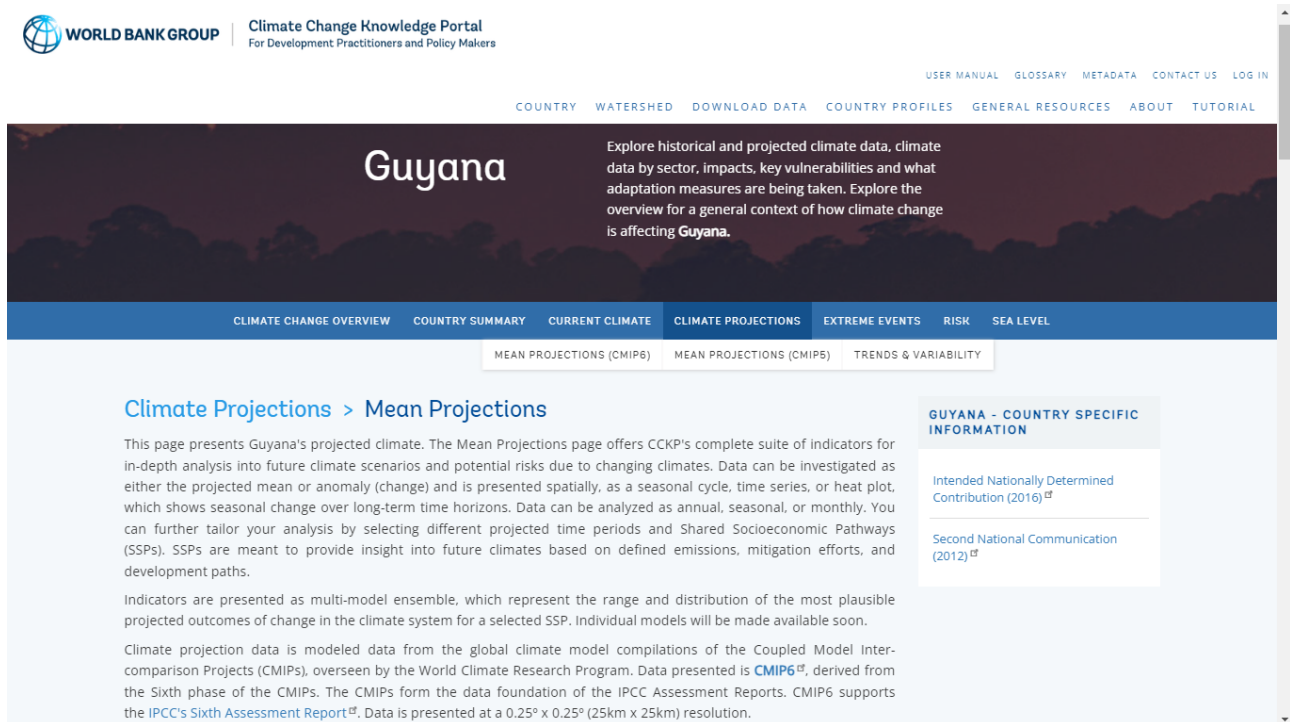 WORLD BANK GROUP
Climate Change Knowledge Portal
For Development Practitioners and Policy Makers
USER MANUAL GLOSSARY METADATA CONTACT US LOG IN
COUNTRY WATERSHED DOWNLOAD DATA COUNTRY PROFILES GENERAL RESOURCES ABOUT TUTORIAL
Guyana
Explore historical and projected climate data, climate
data by sector, impacts, key vulnerabilities and what
adaptation measures are being taken. Explore the
overview for a general context of how climate change
is affecting Guyana.
CLIMATE CHANGE OVERVIEW COUNTRY SUMMARY CURRENT CLIMATE CLIMATE PROJECTIONS EXTREME EVENTS RISK SEA LEVEL
MEAN PROJECTIONS (CMIP6) MEAN PROJECTIONS (CMIP5) TRENDS & VARIABILITY
Climate Projections > Mean Projections
This page presents Guyana's projected climate. The Mean Projections page offers CCKP's complete suite of indicators for
in-depth analysis into future climate scenarios and potential risks due to changing climates. Data can be investigated as
either the projected mean or anomaly (change) and is presented spatially, as a seasonal cycle, time series, or heat plot,
which shows seasonal change over long-term time horizons. Data can be analyzed as annual, seasonal, or monthly. You
can further tailor your analysis by selecting different projected time periods and Shared Socioeconomic Pathways
(SSPs). SSPs are meant to provide insight into future climates based on defined emissions, mitigation efforts, and
development paths.
Indicators are presented as multi-model ensemble, which represent the range and distribution of the most plausible
projected outcomes of change in the climate system for a selected SSP. Individual models will be made available soon.
Climate projection data is modeled data from the global climate model compilations of the Coupled Model Inter-
comparison Projects (CMIPs), overseen by the World Climate Research Program. Data presented is CMIP6, derived from
the Sixth phase of the CMIPs. The CMIPs form the data foundation of the IPCC Assessment Reports. CMIP6 supports
the IPCC's Sixth Assessment Report. Data is presented at a 0.25º x 0.25º (25km x 25km) resolution.
GUYANA - COUNTRY SPECIFIC
INFORMATION
Intended Nationally Determined
Contribution (2016)
Second National Communication
(2012)